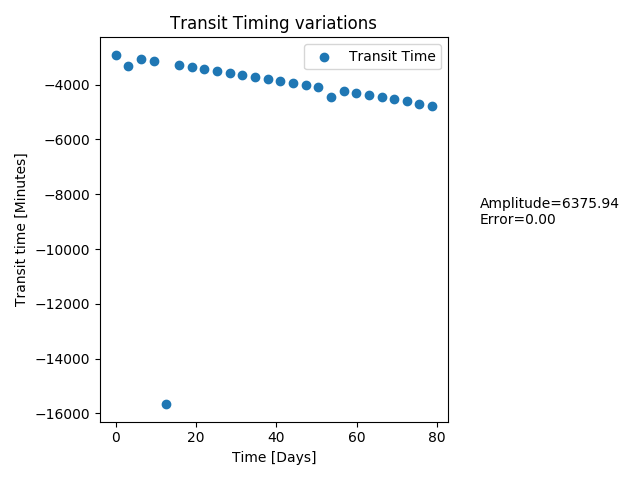 Transit Timing variations
Transit Time
Transit time [Minutes]
−4000
−6000
−8000
−10000
−12000
−14000
−16000
0
20
40
60
80
Time [Days]
Amplitude=6375.94
Error=0.00